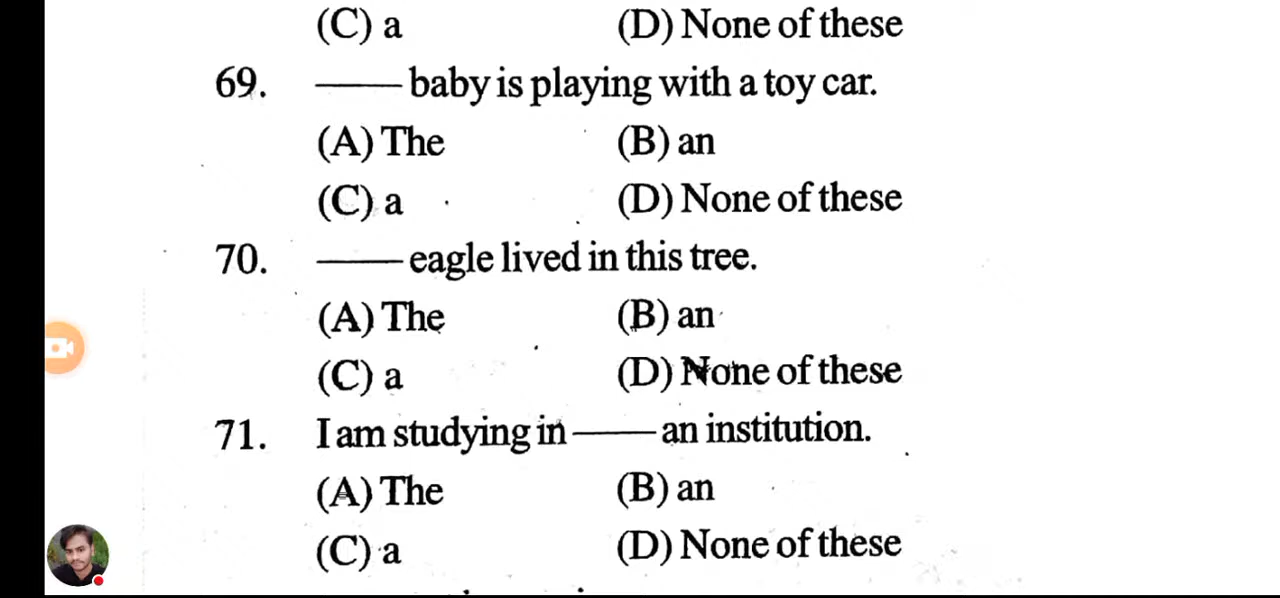 (C) a (D) None of these
69. —— baby is playing with a toy car.
(A) The (B) an
(C) a (D) None of these
70. —— eagle lived in this tree.
(A) The (B) an
(C) a (D) None of these
71. I am studying in —— an institution.
(A) The (B) an
(C) a (D) None of these